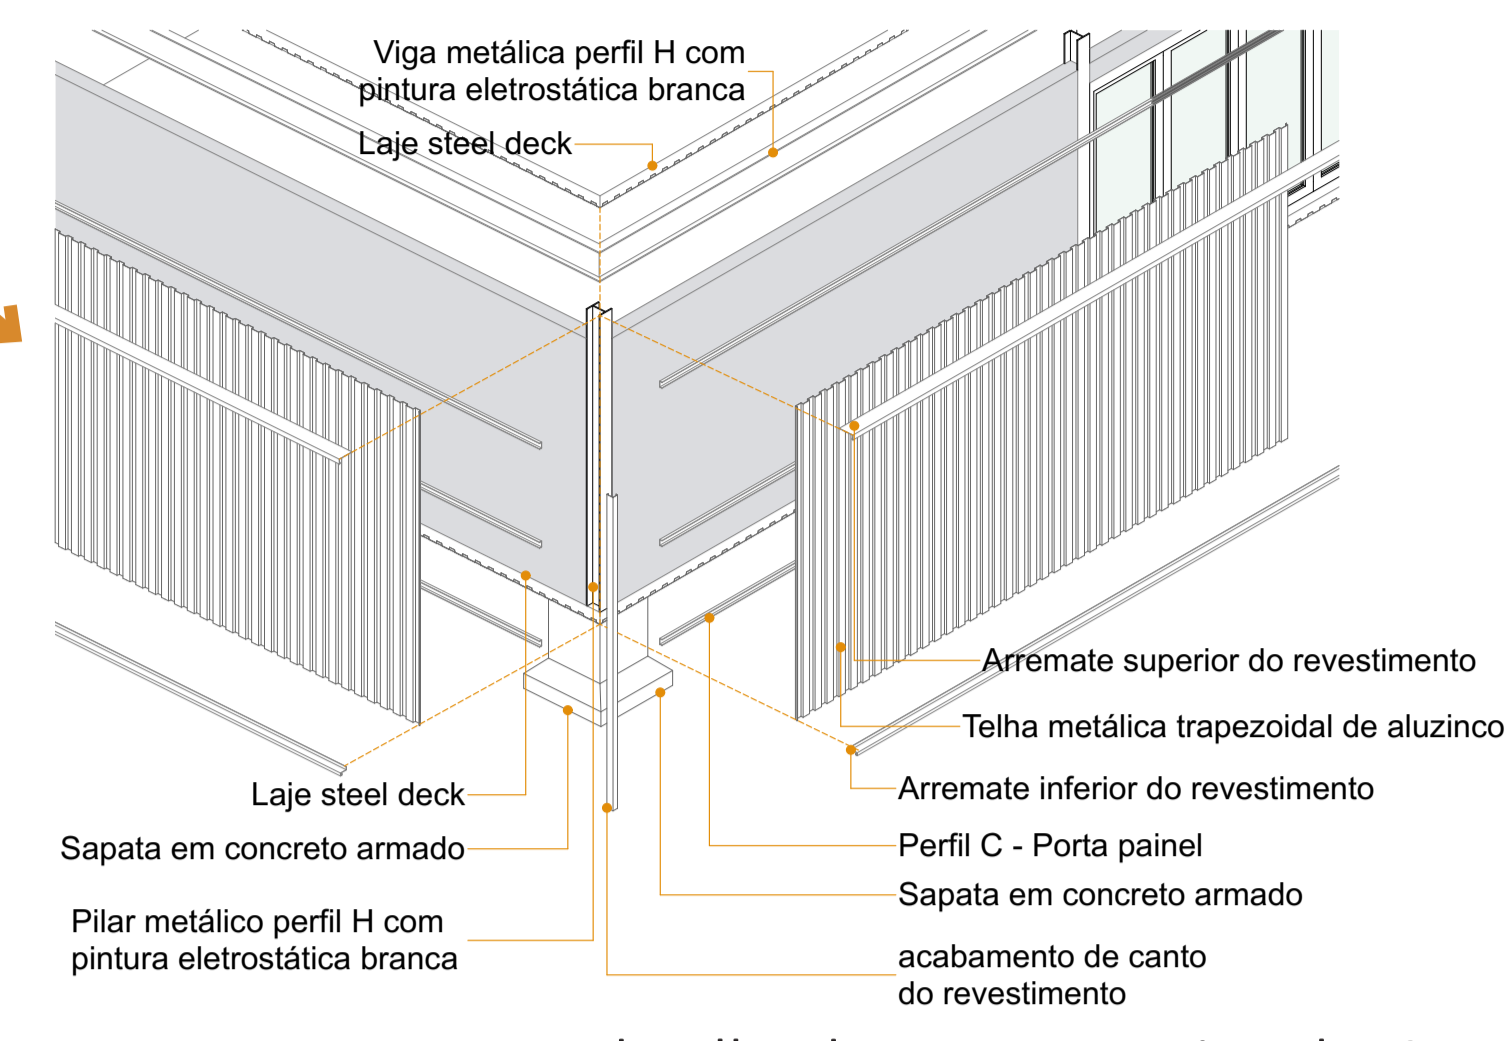 Viga metálica perfil H com
pintura eletrostática branca
Laje steel deck
Arremate superior do revestimento
Telha metálica trapezoidal de aluzinco
Arremate inferior do revestimento
Laje steel deck
Sapata em concreto armado
Perfil C - Porta painel
Sapata em concreto armado
Pilar metálico perfil H com
pintura eletrostática branca
acabamento de canto
do revestimento